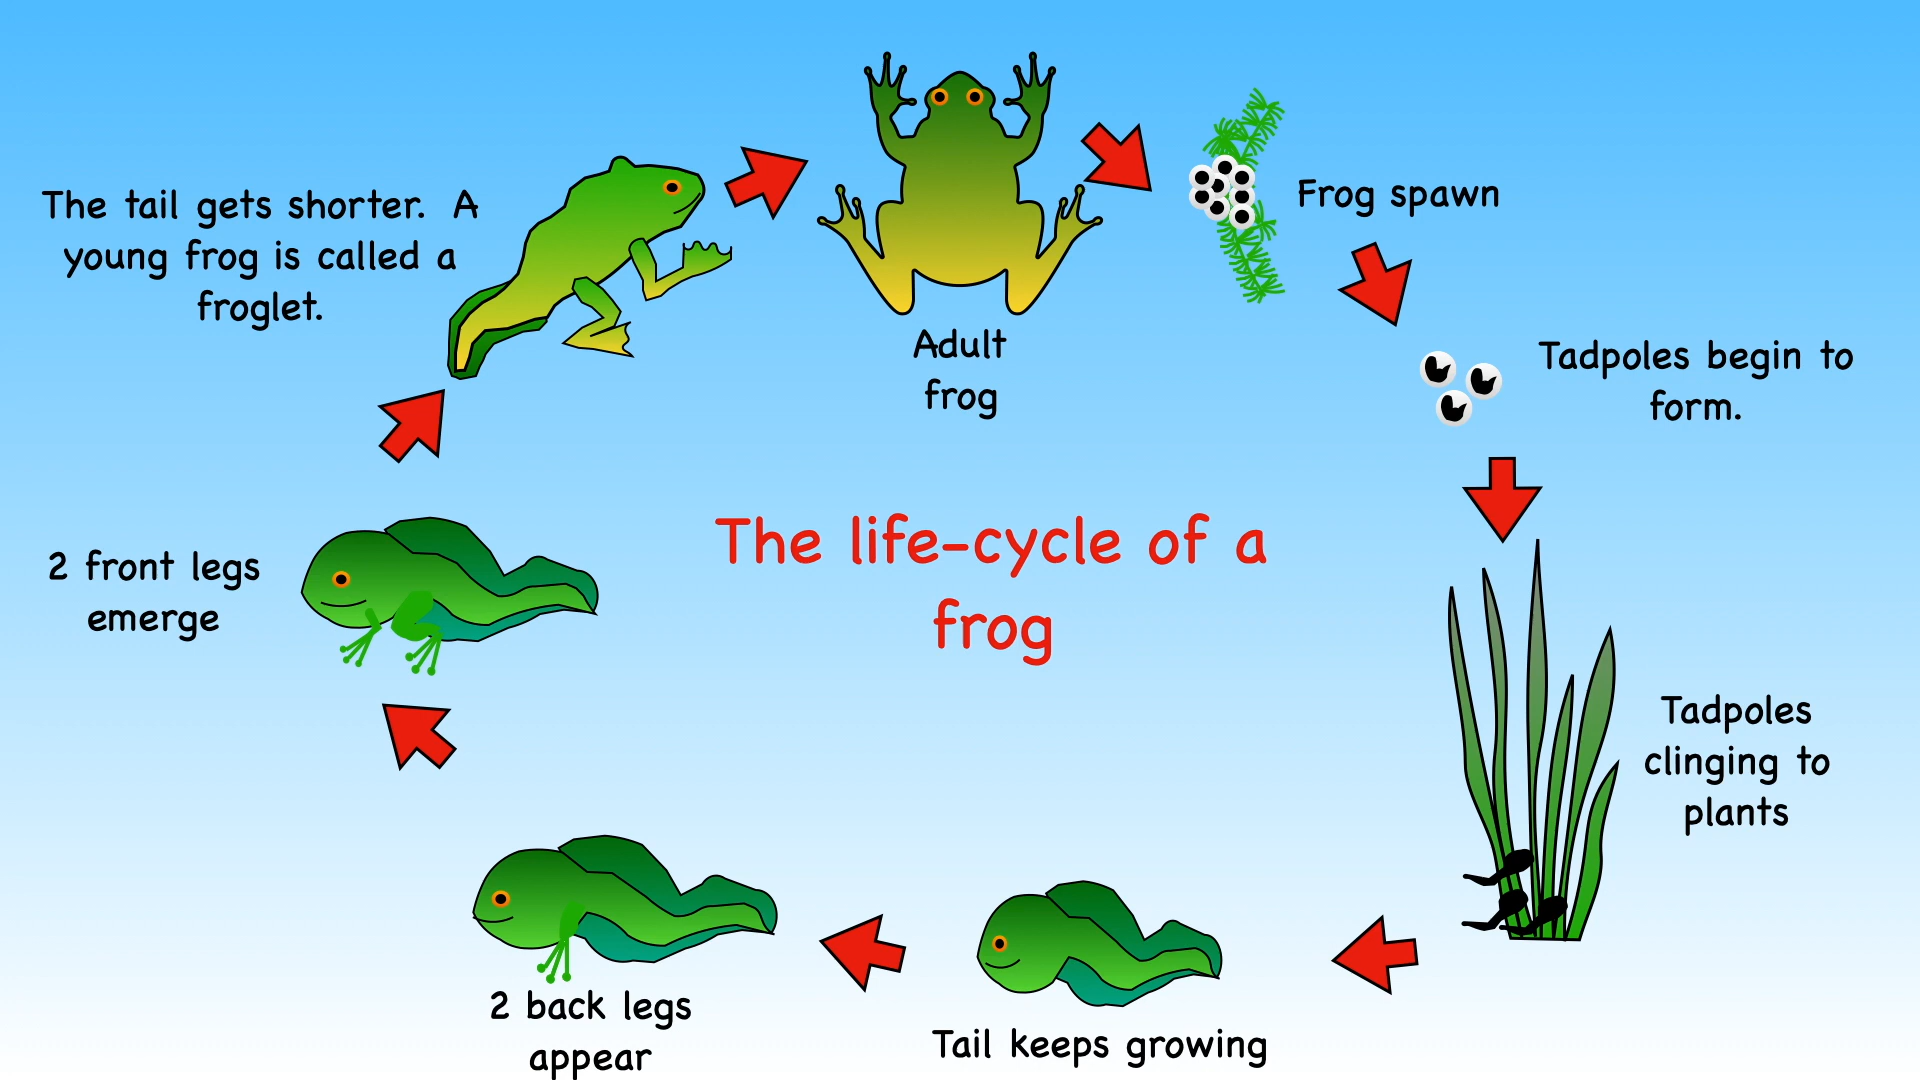 The life-cycle of a
frog
Adult
frog
Frog spawn
Tadpoles begin to
form.
Tadpoles
clinging to
plants
Tail keeps growing
2 back legs
appear
2 front legs
emerge
The tail gets shorter. A
young frog is called a
froglet.